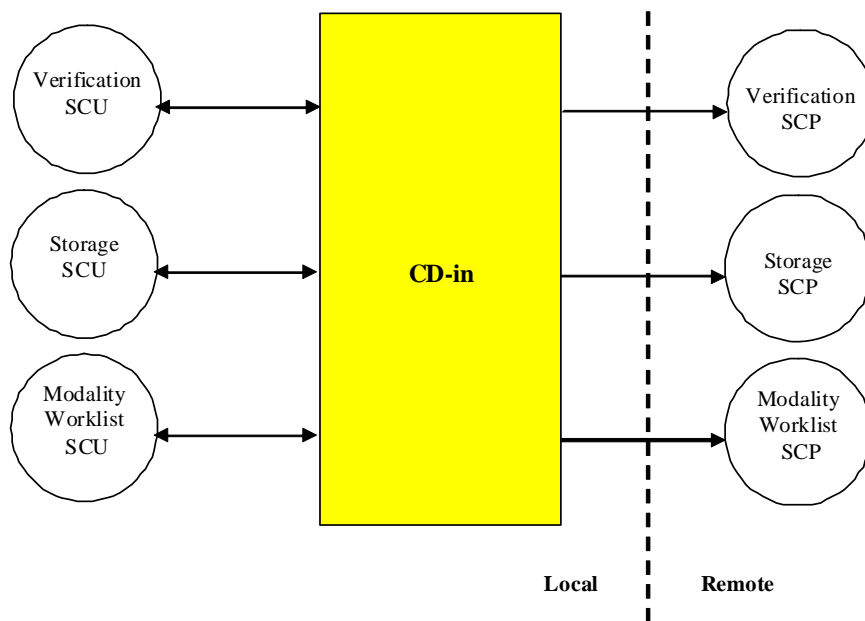 Verification
SCU
Verification
SCP
Storage
SCU
CD-in
Storage
SCP
Modality
Worklist
SCU
Modality
Worklist
SCP
Local
Remote